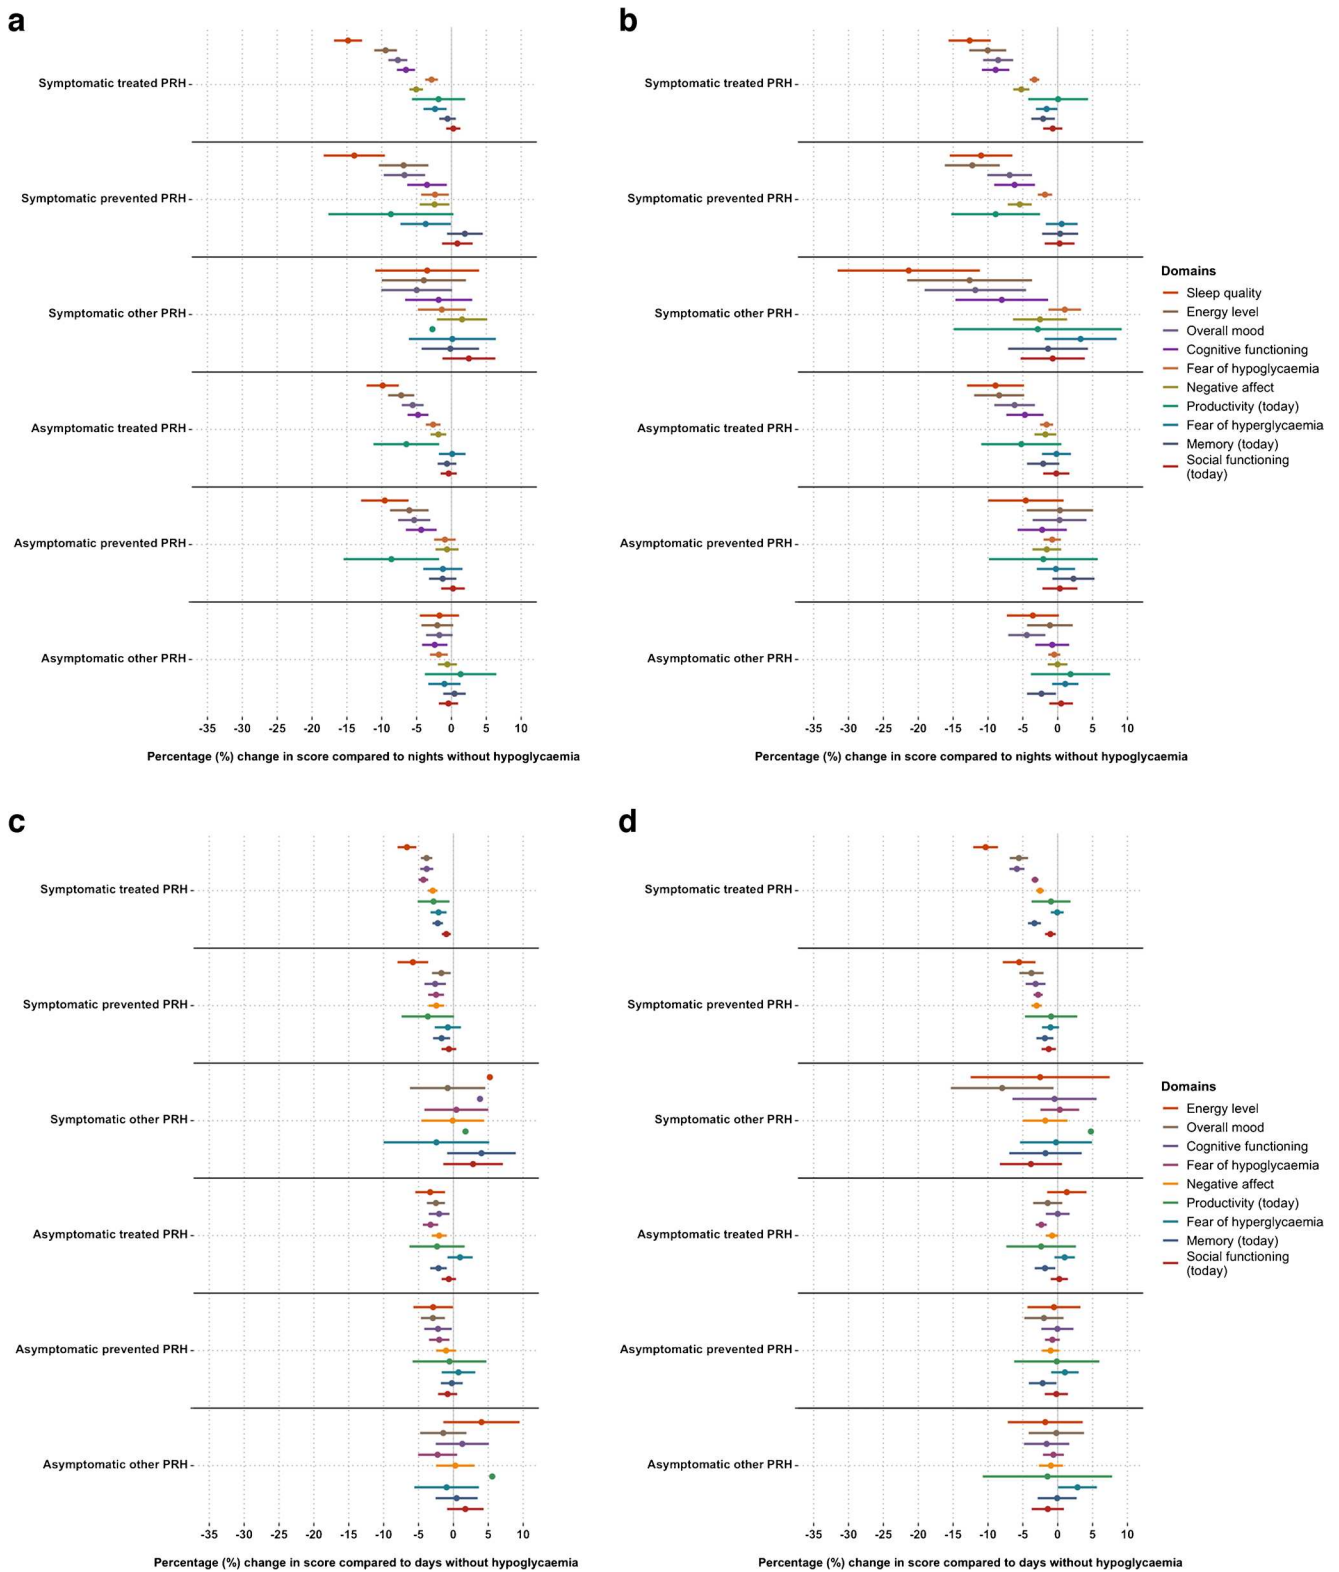 a
Symptomatic treated PRH
Symptomatic prevented PRH
Symptomatic other PRH
Asymptomatic treated PRH
Asymptomatic prevented PRH
Asymptomatic other PRH
-35 -30 -25 -20 -15 -10 -5 0 5 10
Percentage (%) change in score compared to nights without hypoglycaemia
b
Symptomatic treated PRH
Symptomatic prevented PRH
Symptomatic other PRH
Asymptomatic treated PRH
Asymptomatic prevented PRH
Asymptomatic other PRH
-35 -30 -25 -20 -15 -10 -5 0 5 10
Percentage (%) change in score compared to nights without hypoglycaemia
Domains
Sleep quality
Energy level
Overall mood
Cognitive functioning
Fear of hypoglycaemia
Negative affect
Productivity (today)
Fear of hyperglycaemia
Memory (today)
Social functioning
(today)
c
Symptomatic treated PRH
Symptomatic prevented PRH
Symptomatic other PRH
Asymptomatic treated PRH
Asymptomatic prevented PRH
Asymptomatic other PRH
-35 -30 -25 -20 -15 -10 -5 0 5 10
Percentage (%) change in score compared to days without hypoglycaemia
d
Symptomatic treated PRH
Symptomatic prevented PRH
Symptomatic other PRH
Asymptomatic treated PRH
Asymptomatic prevented PRH
Asymptomatic other PRH
-35 -30 -25 -20 -15 -10 -5 0 5 10
Percentage (%) change in score compared to days without hypoglycaemia
Domains
Energy level
Overall mood
Cognitive functioning
Fear of hypoglycaemia
Negative affect
Productivity (today)
Fear of hyperglycaemia
Memory (today)
Social functioning
(today)